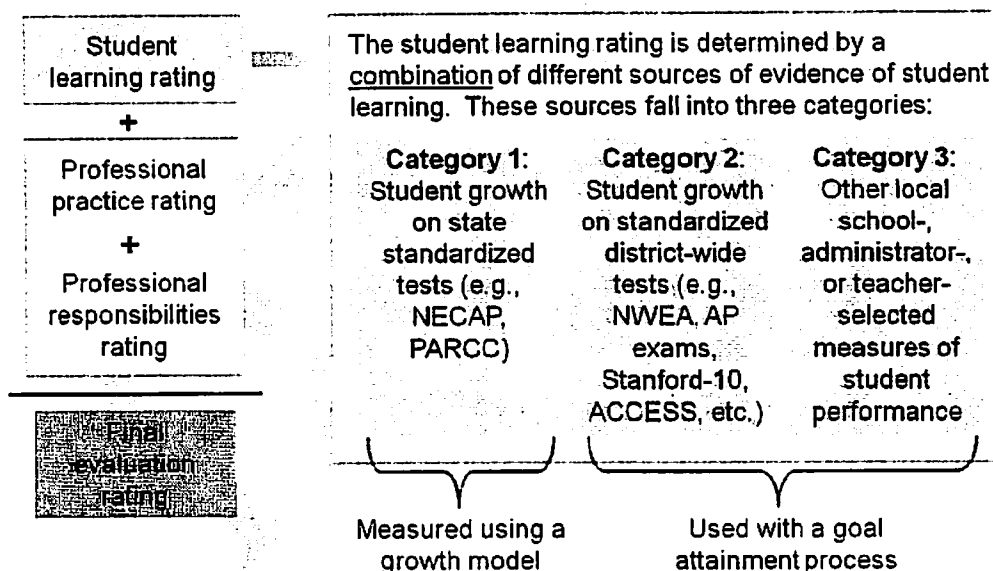 Student
learning rating
+
Professional
practice rating
+
Professional
responsibilities
rating
Final
evaluation
rating
The student learning rating is determined by a
combination of different sources of evidence of student
learning. These sources fall into three categories:
Category 1:
Student growth
on state
standardized
tests (e.g.,
NECAP,
PARCC)
Category 2:
Student growth
on standardized
district-wide
tests (e.g.,
NWEA, AP
exams,
Stanford-10,
ACCESS, etc.)
Category 3:
Other local
school-,
administrator-,
or teacher-
selected
measures of
student
performance
Measured using a
growth model
Used with a goal
attainment process